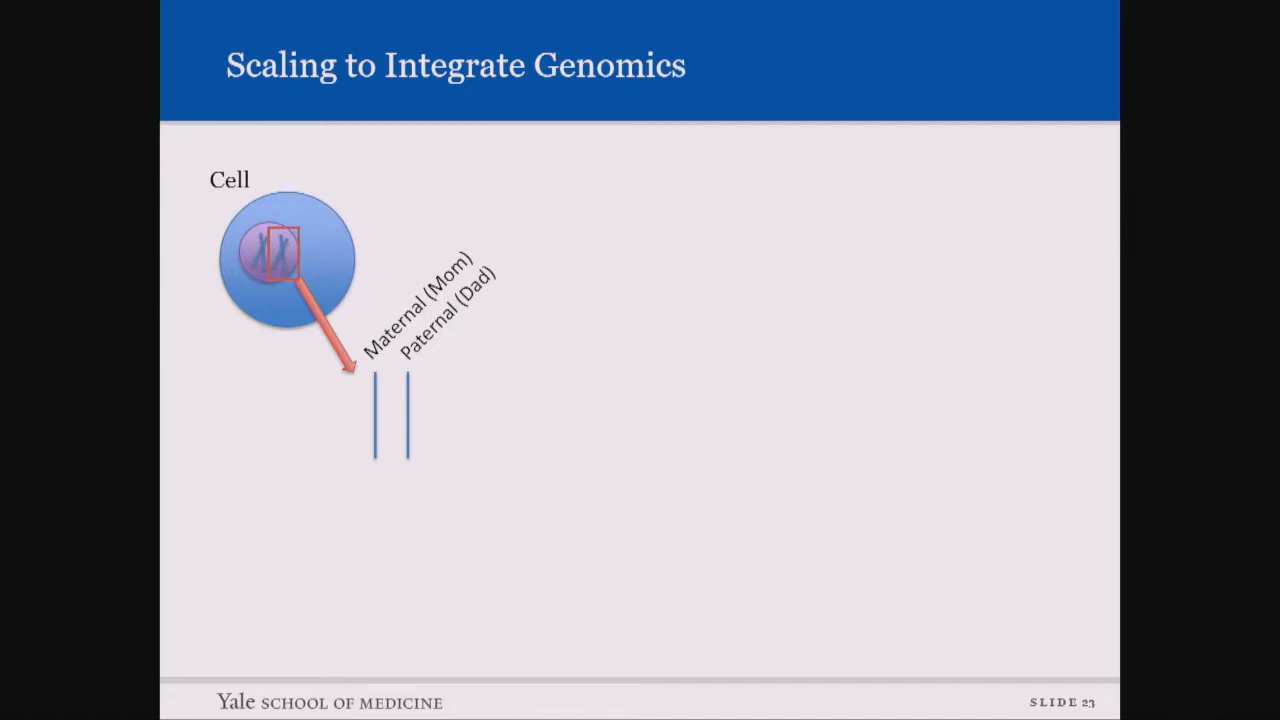 Scaling to Integrate Genomics
Cell
Maternal (Mom)
Paternal (Dad)
Yale SCHOOL OF MEDICINE
SLIDE 23